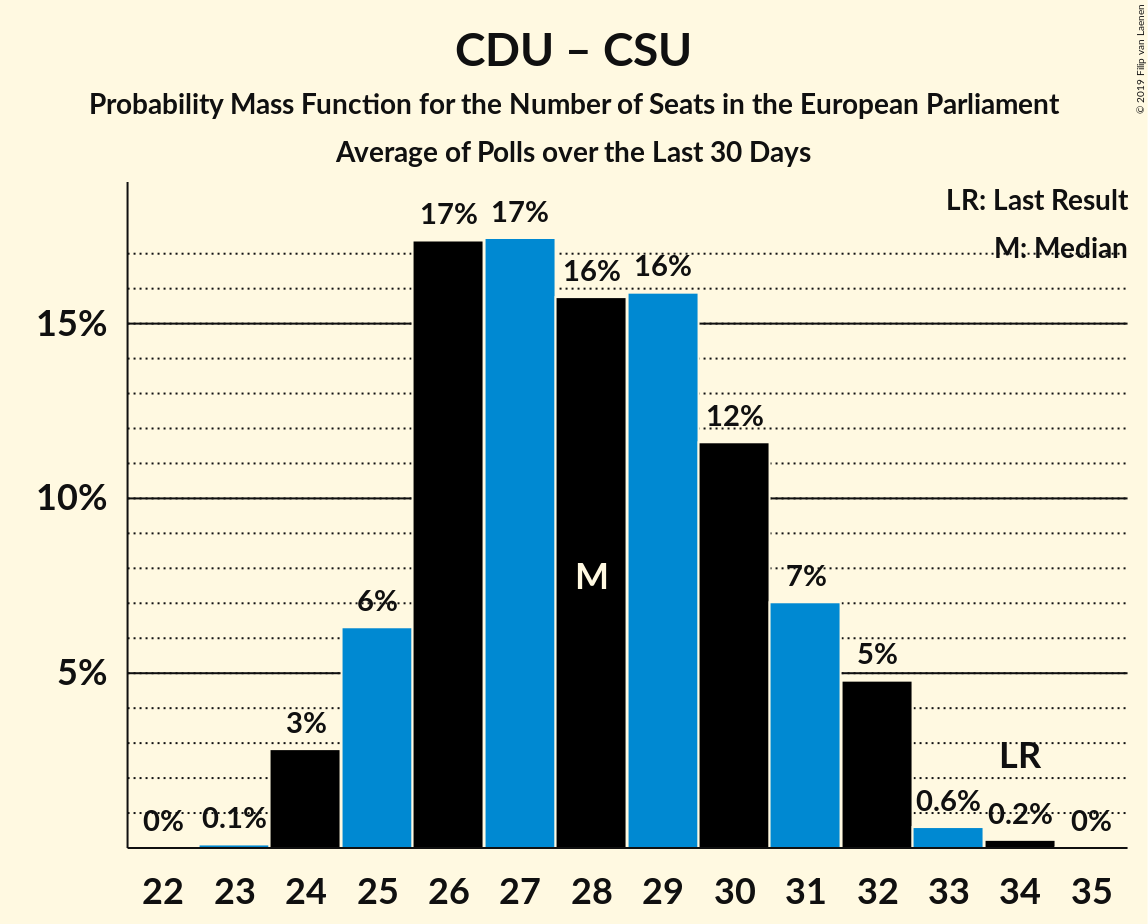 CDU – CSU
Probability Mass Function for the Number of Seats in the European Parliament
Average of Polls over the Last 30 Days
© 2019 Filip van Laenen
LR: Last Result
M: Median
17% 17%
16% 16%
15%
12%
10%
M
7%
6%
5%
5%
3%
LR
0% 0.1% 0.6% 0.2% 0%
22 23 24 25 26 27 28 29 30 31 32 33 34 35